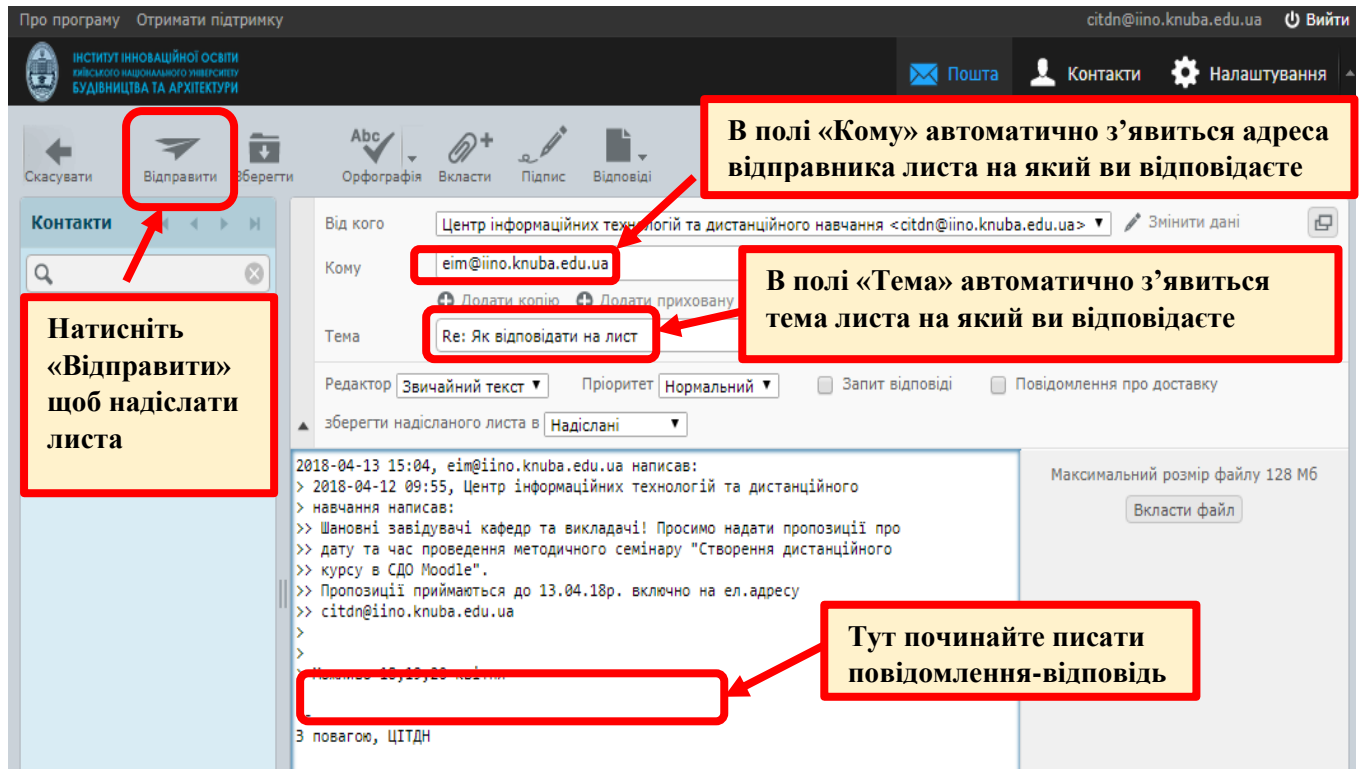 Про програму Отримати підтримку
citdn@iino.knuba.edu.ua Вийти
ІНСТИТУТ ІННОВАЦІЙНОЇ ОСВІТИ
КИЇВСЬКОГО НАЦІОНАЛЬНОГО УНІВЕРСИТЕТУ
БУДІВНИЦТВА ТА АРХІТЕКТУРИ
Пошта Контакти Налаштування
Abc
Скасувати Відправити Зберегти Орфографія Вкласти Підпис Відповіді
В полі «Кому» автоматично з’явиться адреса
відправника листа на який ви відповідаєте
Контакти
Від кого Центр інформаційних технологій та дистанційного навчання <citdn@iino.knuba.edu.ua> Змінити дані
Кому eim@iino.knuba.edu.ua
Додати копію Додати приховану
В полі «Тема» автоматично з’явиться
тема листа на який ви відповідаєте
Тема Re: Як відповідати на лист
Натисніть
«Відправити»
щоб надіслати
листа
Редактор Звичайний текст Пріоритет Нормальний Запит відповіді Повідомлення про доставку
зберегти надісланого листа в Надіслані
2018-04-13 15:04, eim@iino.knuba.edu.ua написав:
> 2018-04-12 09:55, Центр інформаційних технологій та дистанційного
> навчання написав:
>> Шановні завідувачі кафедр та викладачі! Просимо надати пропозиції про
>> дату та час проведення методичного семінару "Створення дистанційного
>> курсу в СДО Moodle".
>> Пропозиції приймаються до 13.04.18р. включно на ел.адресу
>> citdn@iino.knuba.edu.ua
>
>
З повагою, ЦІТДН
Максимальний розмір файлу 128 Мб
Вкласти файл
Тут починайте писати
повідомлення-відповідь